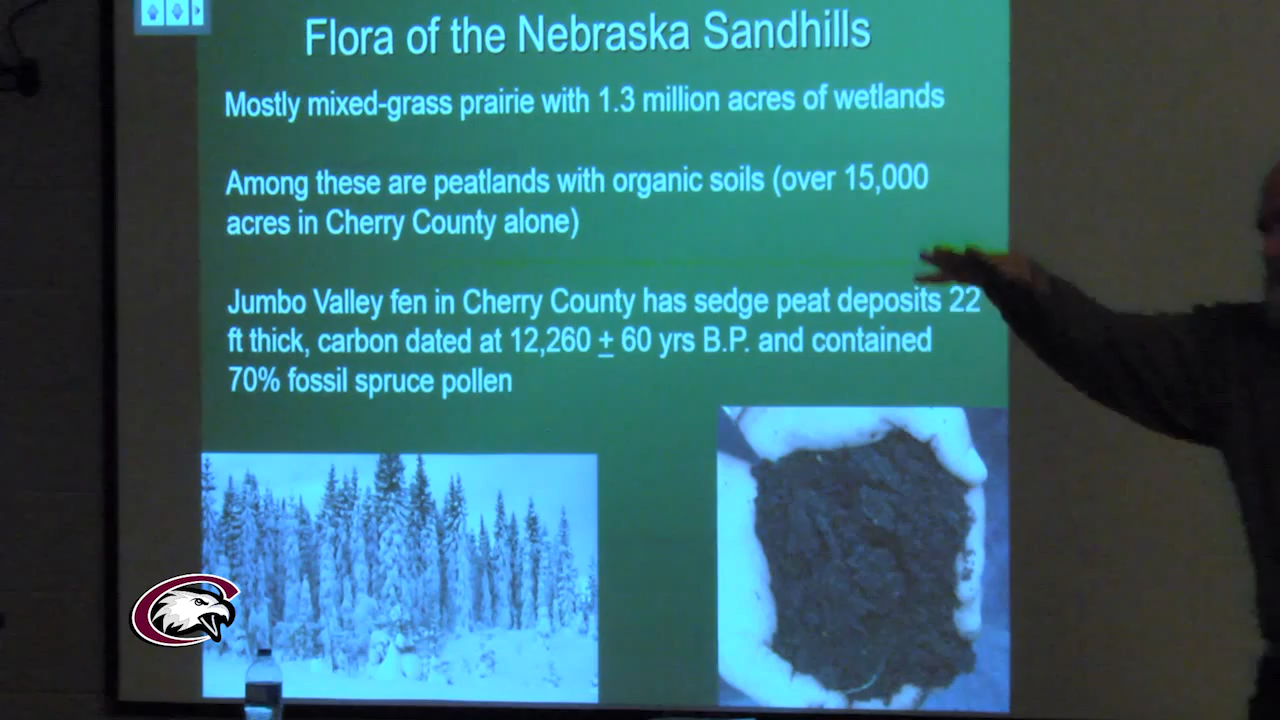 Flora of the Nebraska Sandhills
Mostly mixed-grass prairie with 1.3 million acres of wetlands
Among these are peatlands with organic soils (over 15,000
acres in Cherry County alone)
Jumbo Valley fen in Cherry County has sedge peat deposits 22
ft thick, carbon dated at 12,260 ± 60 yrs B.P. and contained
70% fossil spruce pollen